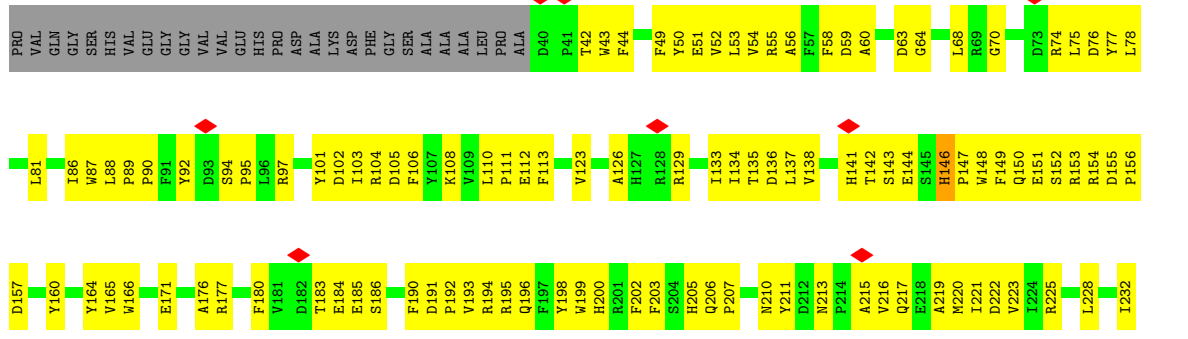 PRO VAL GLN GLY SER HIS VAL GLU GLY GLY VAL VAL GLU HIS PRO ASP ALA LYS ASP PHE GLY SER ALA ALA ALA LEU PRO ALA D40 P41 T42 W43 F44 F49 Y50 E51 V52 L53 V54 R55 A56 F57 F58 D59 A60 D63 G64 L68 R69 G70 D73 R74 L75 D76 Y77 L78
L81 I86 W87 L88 P89 P90 F91 Y92 D93 S94 P95 L96 R97 Y101 D102 I103 R104 D105 F106 Y107 K108 V109 L110 P111 E112 F113 V123 A126 H127 R128 R129 I133 I134 T135 D136 L137 V138 H141 T142 S143 E144 S145 H146 P147 W148 F149 Q150 E151 S152 R153 R154 D155 P156
D157 Y160 Y164 V165 W166 E171 A176 R177 F180 V181 D182 T183 E184 E185 S186 F190 D191 P192 V193 R194 R195 Q196 F197 Y198 W199 H200 R201 F202 F203 S204 H205 Q206 P207 N210 Y211 D212 N213 P214 A215 V216 Q217 E218 A219 M220 I221 D222 V223 I224 R225 L228 I232